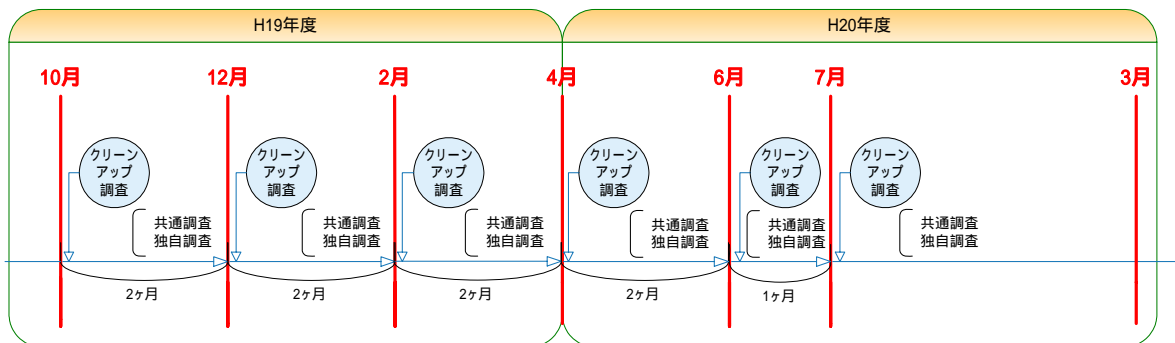 H19年度
H20年度
10月
12月
2月
4月
6月
7月
3月
クリーン
アップ
調査
クリーン
アップ
調査
クリーン
アップ
調査
クリーン
アップ
調査
クリーン
アップ
調査
クリーン
アップ
調査
共通調査
独自調査
共通調査
独自調査
共通調査
独自調査
共通調査
独自調査
共通調査
独自調査
共通調査
独自調査
2ヶ月
2ヶ月
2ヶ月
2ヶ月
1ヶ月